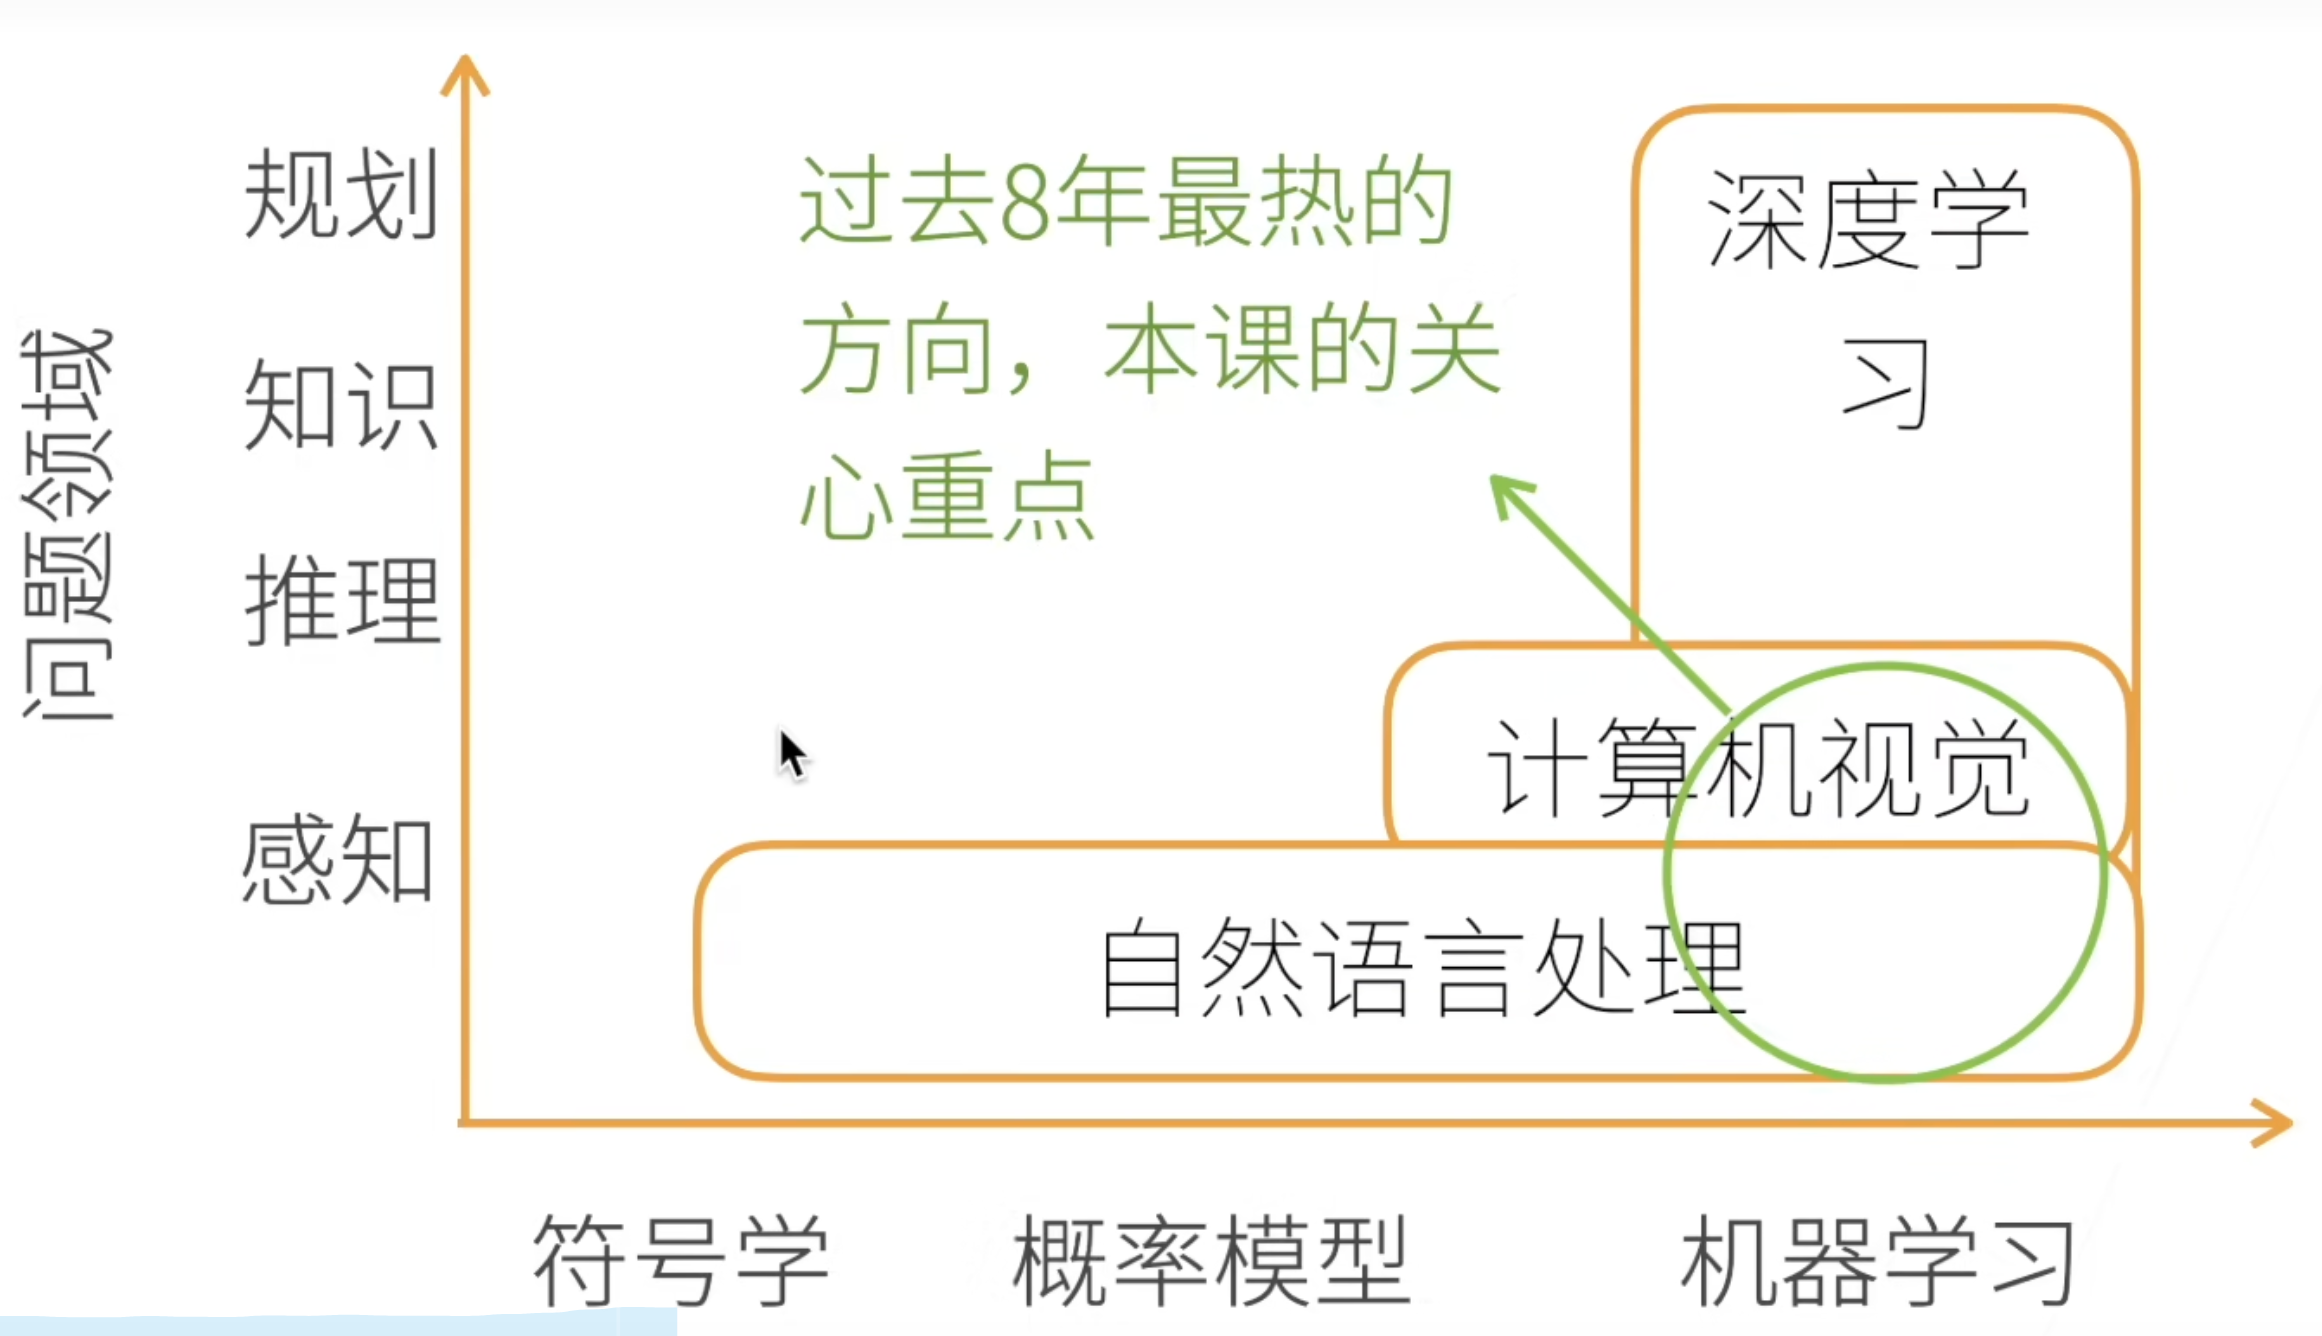 问题领域
规划
知识
推理
感知
过去8年最热的
方向，本课的关
心重点
深度学
习
计算机视觉
自然语言处理
符号学
概率模型
机器学习